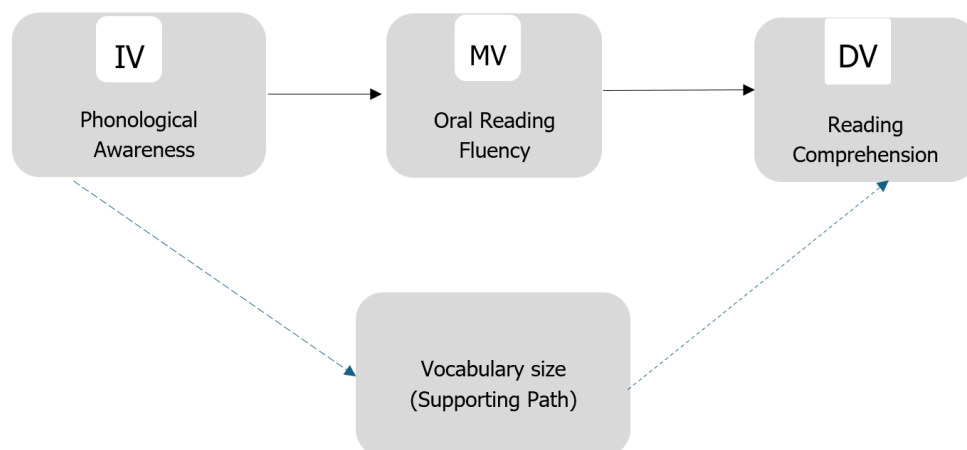 IV
Phonological
Awareness
MV
Oral Reading
Fluency
DV
Reading
Comprehension
Vocabulary size
(Supporting Path)